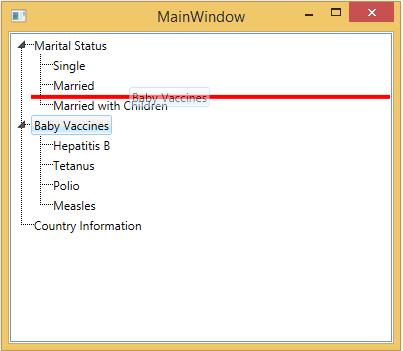 MainWindow
Marital Status
Single
Married
Baby Vaccines
Married with Children
Baby Vaccines
Hepatitis B
Tetanus
Polio
Measles
Country Information